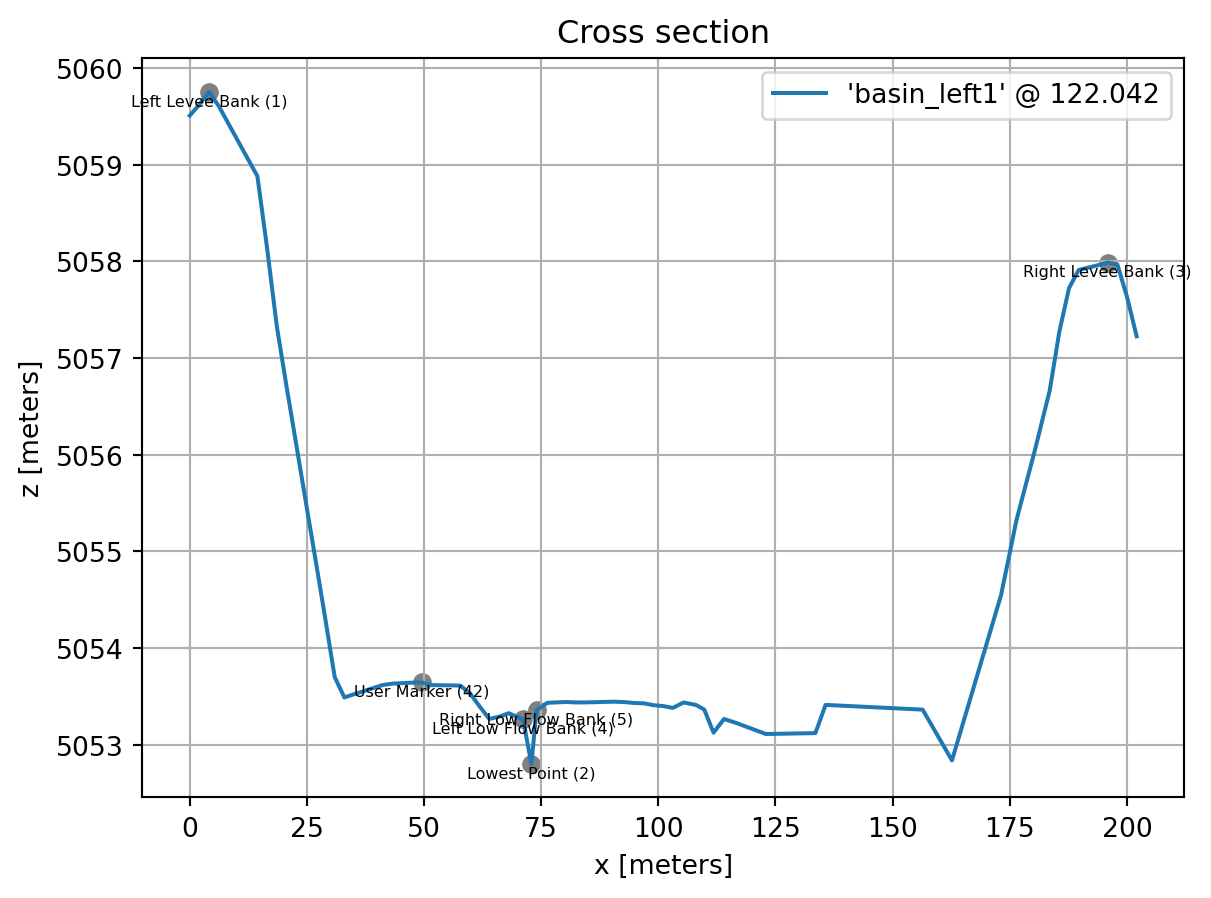 Cross section
'basin_left1' @ 122.042
5060
5059
5058
5057
5056
5055
5054
5053
z [meters]
Left Levee Bank (1)
Right Levee Bank (3)
User Marker (42)
Right Low Flow Bank (5)
Left Low Flow Bank (4)
Lowest Point (2)
0 25 50 75 100 125 150 175 200
x [meters]